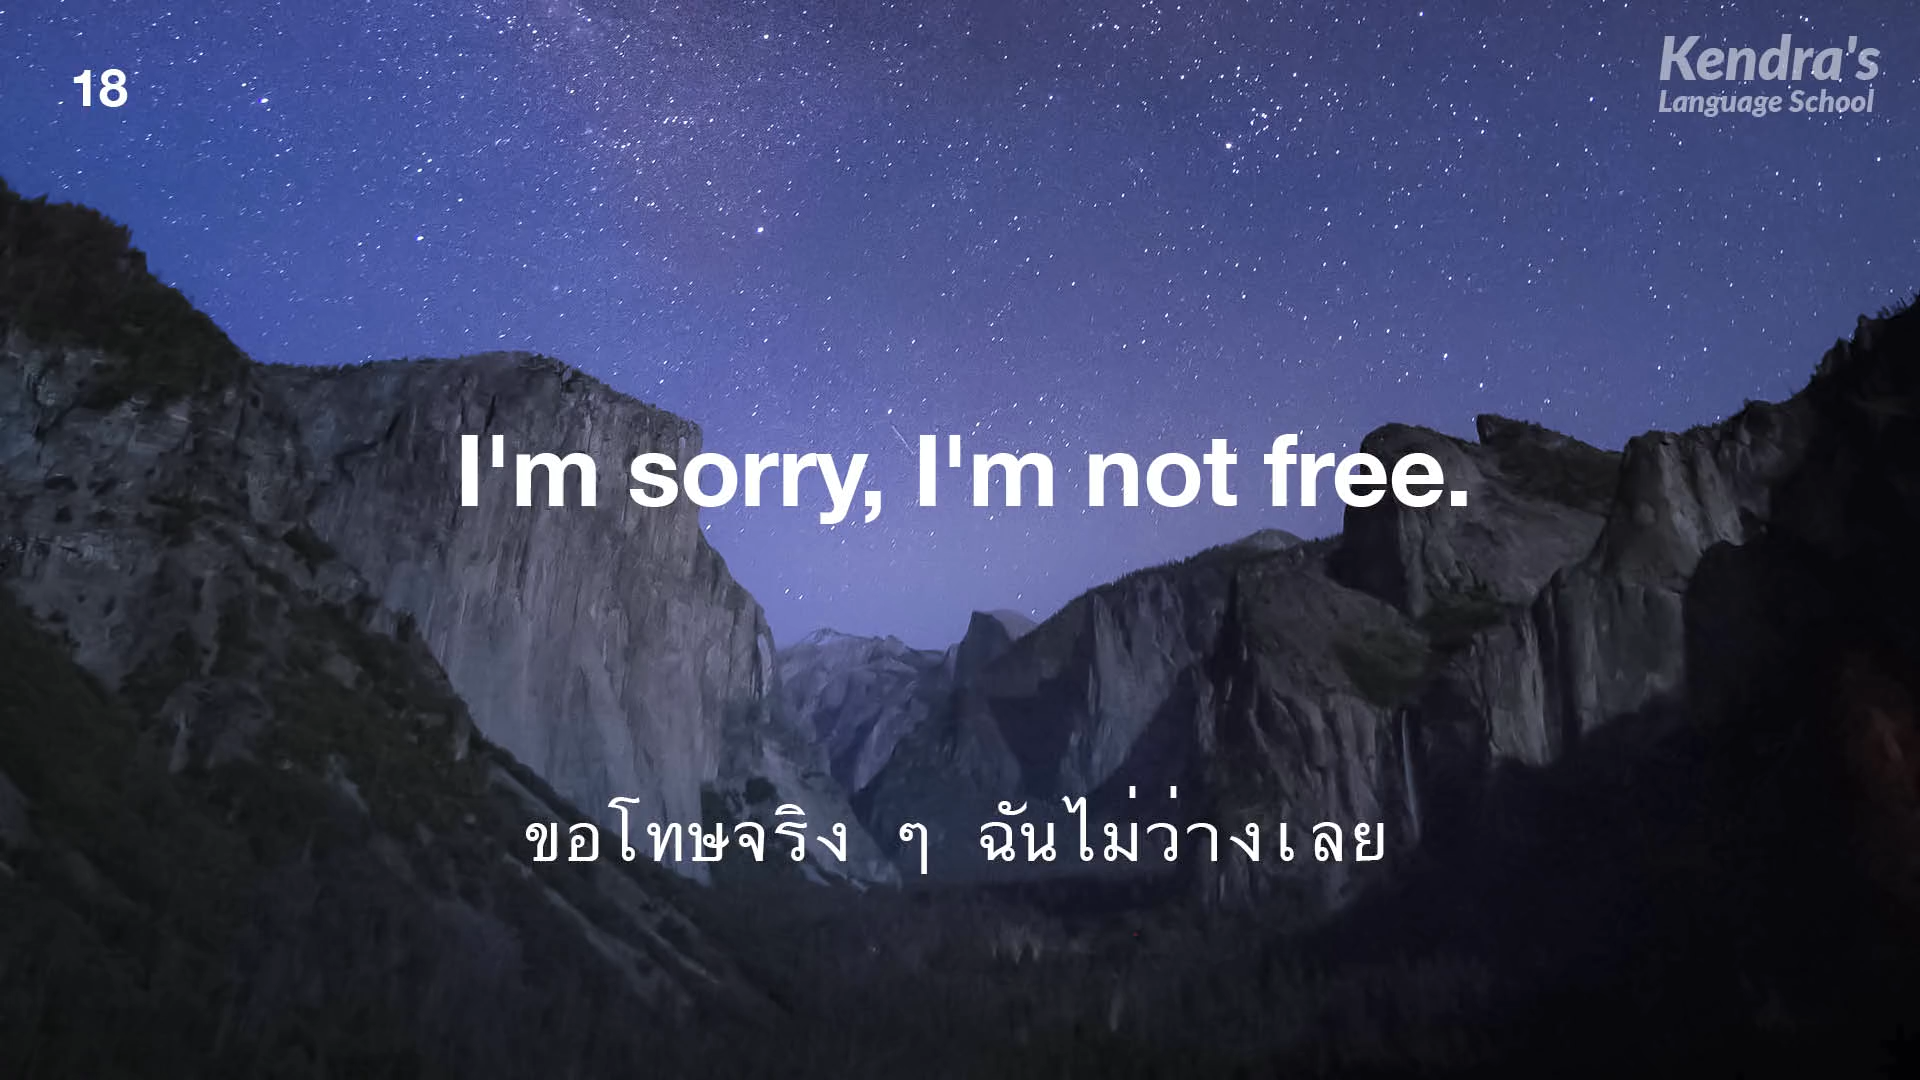 18
Kendra's
Language School
I'm sorry, I'm not free.
ขอโทษจริง ๆ ฉันไม่ว่างเลย